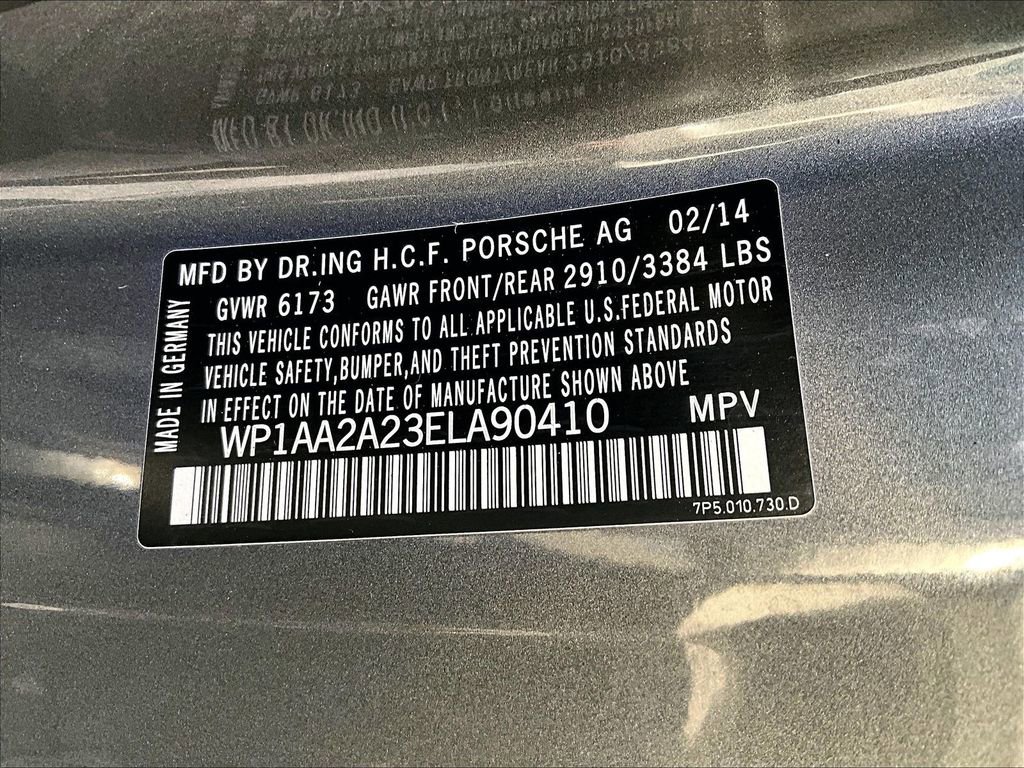 MFD BY DR.ING H.C.F. PORSCHE AG 02/14
GVWR 6173 GAWR FRONT/REAR 2910/3384 LBS
THIS VEHICLE CONFORMS TO ALL APPLICABLE U.S.FEDERAL MOTOR
VEHICLE SAFETY,BUMPER,AND THEFT PREVENTION STANDARDS
IN EFFECT ON THE DATE OF MANUFACTURE SHOWN ABOVE
WP1AA2A23ELA90410 MPV
7P5.010.730.D
MADE IN GERMANY